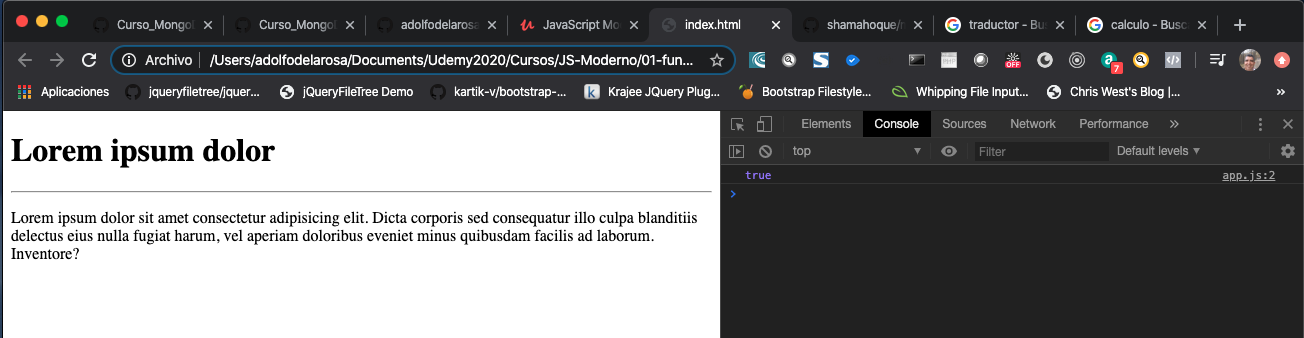 Curso_Mongo
Curso_Mongo
adolfodelarosa
JavaScript Mo
index.html
shamahoque/
traductor - Bu
calculo - Busc
Archivo /Users/adolfodelarosa/Documents/Udemy2020/Cursos/JS-Moderno/01-fun...
OFF
a
7
S
Aplicaciones jqueryfiletree/jquer... jQueryFileTree Demo kartik-v/bootstrap-... k Krajee JQuery Plug... Bootstrap Filestyle... Whipping File Input... Chris West's Blog |... »
Lorem ipsum dolor
Lorem ipsum dolor sit amet consectetur adipisicing elit. Dicta corporis sed consequatur illo culpa blanditiis
delectus eius nulla fugiat harum, vel aperiam doloribus eveniet minus quibusdam facilis ad laborum.
Inventore?
Elements Console Sources Network Performance »
top Filter Default levels
true app.js:2